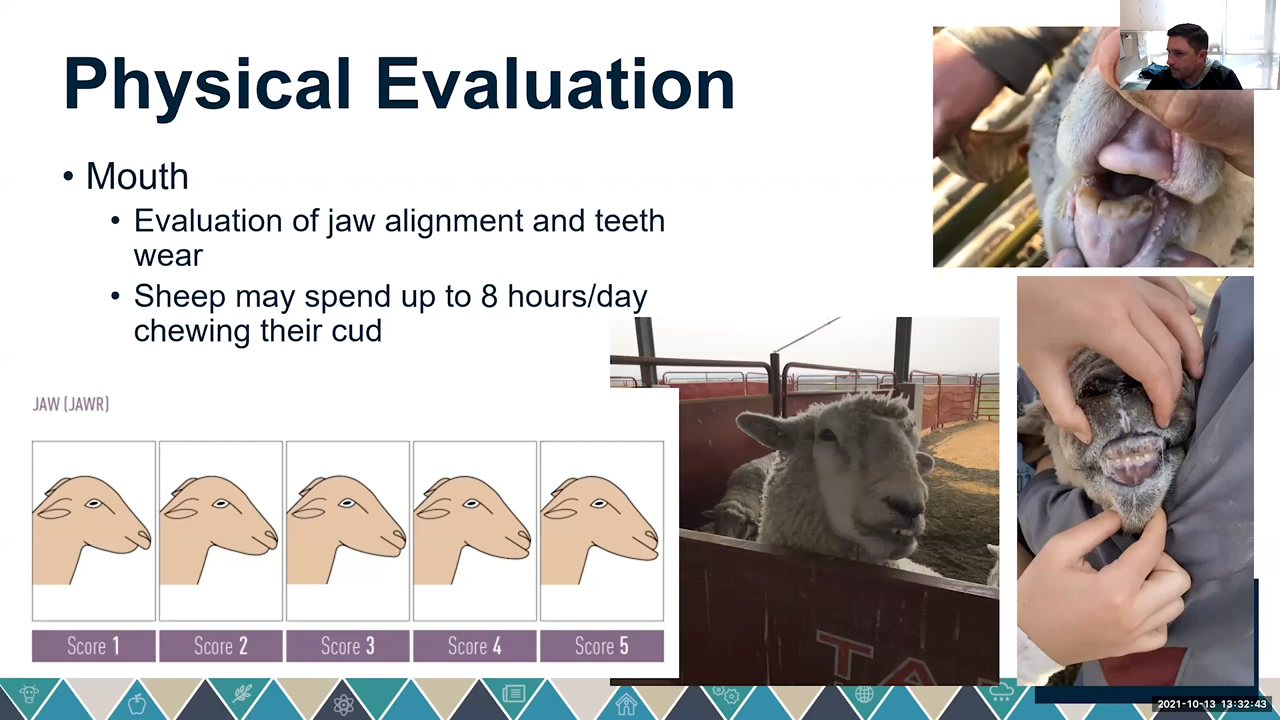 Physical Evaluation
• Mouth
• Evaluation of jaw alignment and teeth
wear
• Sheep may spend up to 8 hours/day
chewing their cud
JAW (JAWR)
Score 1
Score 2
Score 3
Score 4
Score 5
TA
2021-10-13 13:32:43